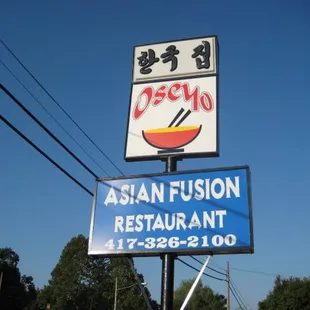 한국 집
OseYo
ASIAN FUSION
RESTAURANT
417-326-2100